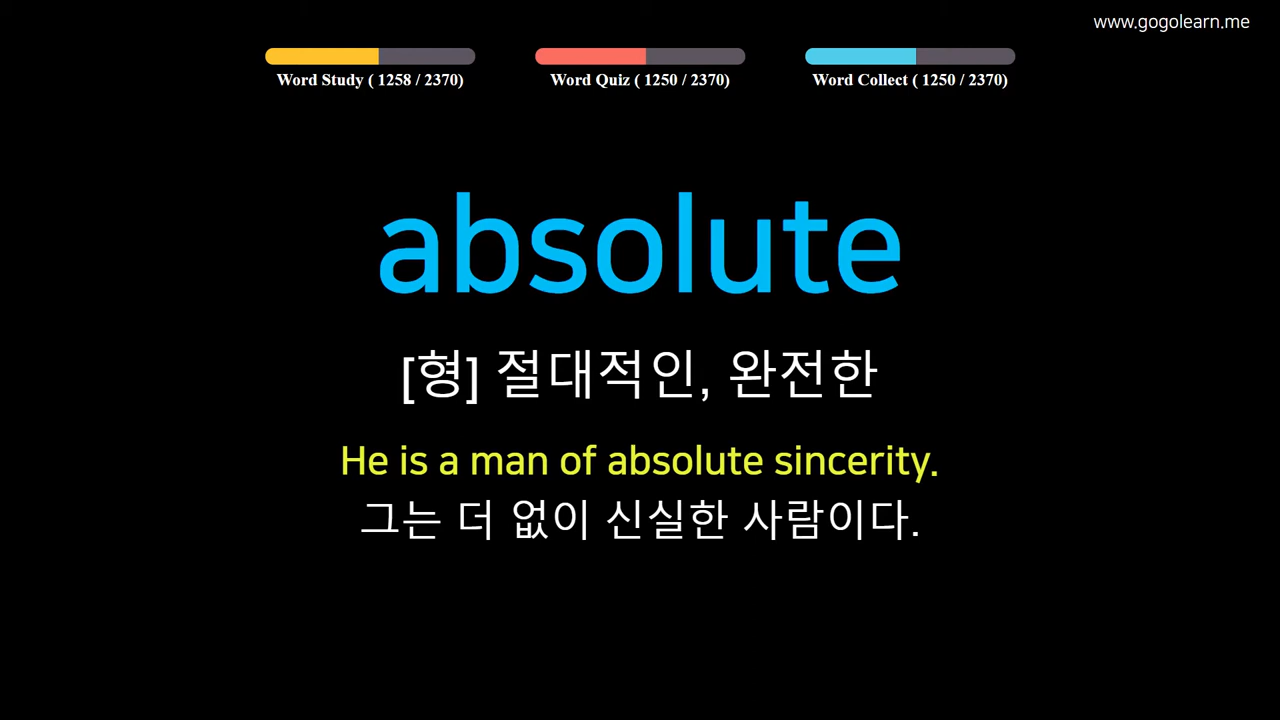 www.gogolearn.me
Word Study ( 1258 / 2370) Word Quiz ( 1250 / 2370) Word Collect ( 1250 / 2370)
absolute
[형] 절대적인, 완전한
He is a man of absolute sincerity.
그는 더 없이 신실한 사람이다.